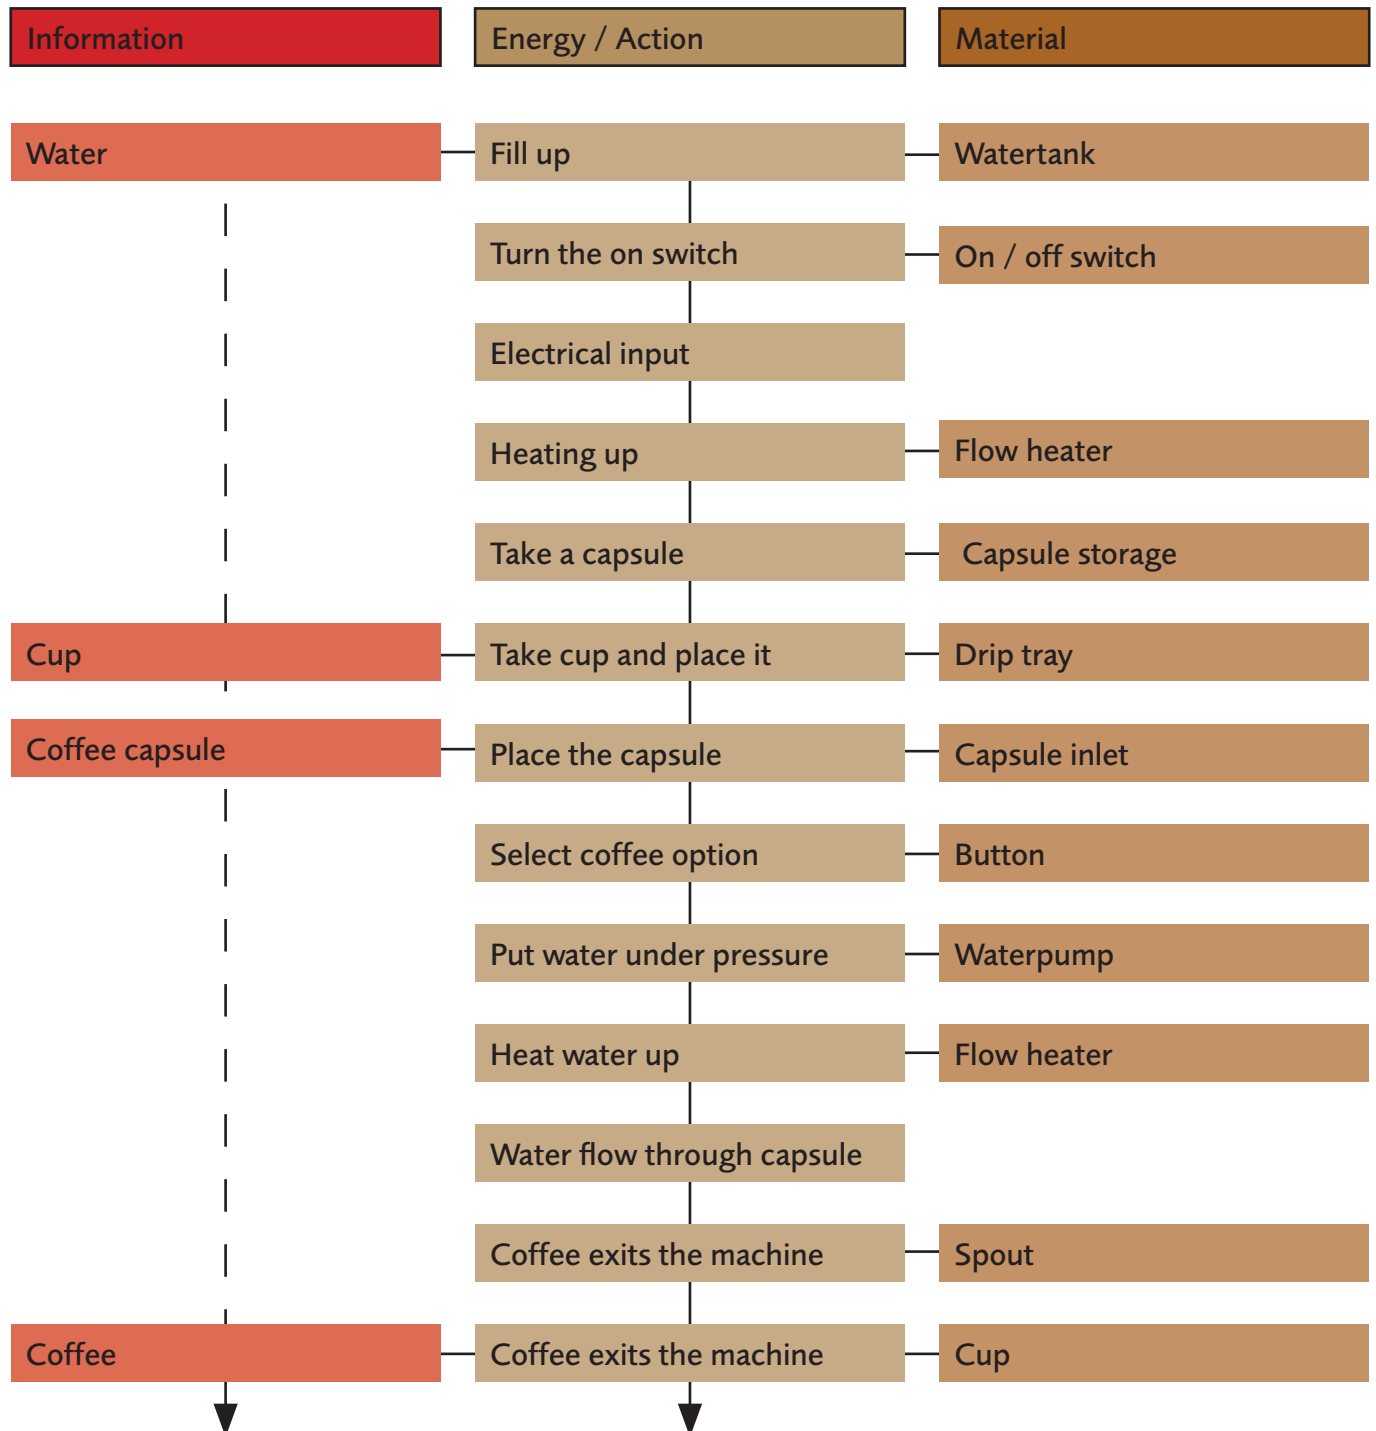 Information
Energy / Action
Material
Water
Fill up
Watertank
Turn the on switch
On / off switch
Electrical input
Heating up
Flow heater
Take a capsule
Capsule storage
Cup
Take cup and place it
Drip tray
Coffee capsule
Place the capsule
Capsule inlet
Select coffee option
Button
Put water under pressure
Waterpump
Heat water up
Flow heater
Water flow through capsule
Coffee exits the machine
Spout
Coffee
Coffee exits the machine
Cup